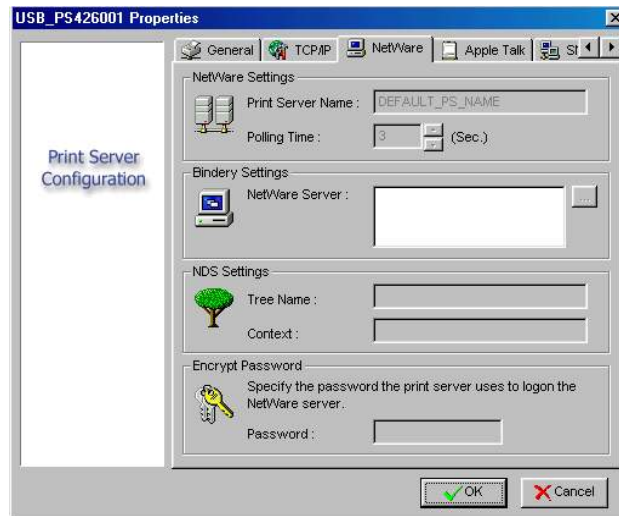 USB_PS426001 Properties
General
TCP/IP
NetWare
Apple Talk
St
Print Server
Configuration
NetWare Settings
Print Server Name :
DEFAULT_PS_NAME
Polling Time :
3
(Sec.)
Bindery Settings
NetWare Server :
...
NDS Settings
Tree Name :
Context :
Encrypt Password
Specify the password the print server uses to logon the
NetWare server.
Password :
OK
Cancel